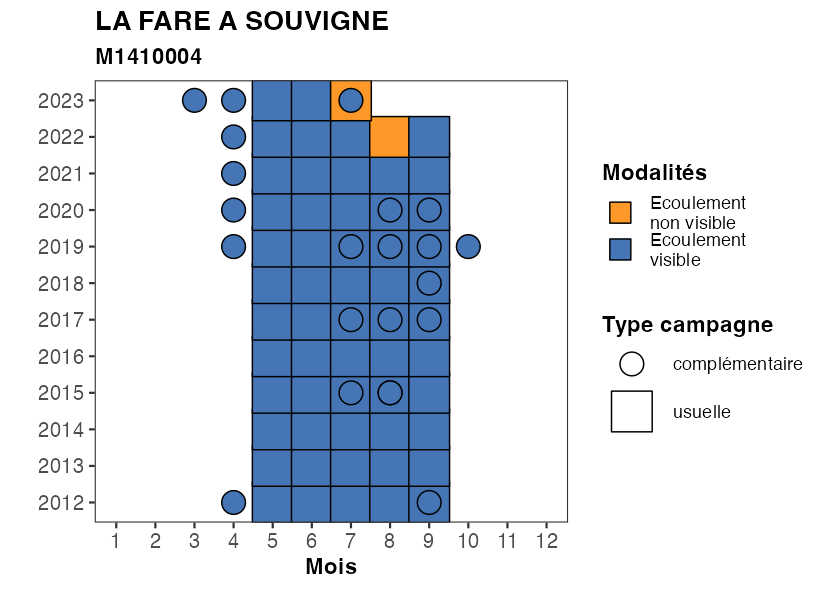 LA FARE A SOUVIGNE
M1410004
2023
2022
2021
2020
2019
2018
2017
2016
2015
2014
2013
2012
1 2 3 4 5 6 7 8 9 10 11 12
Mois
Modalités
Ecoulement
non visible
Ecoulement
visible
Type campagne
complémentaire
usuelle